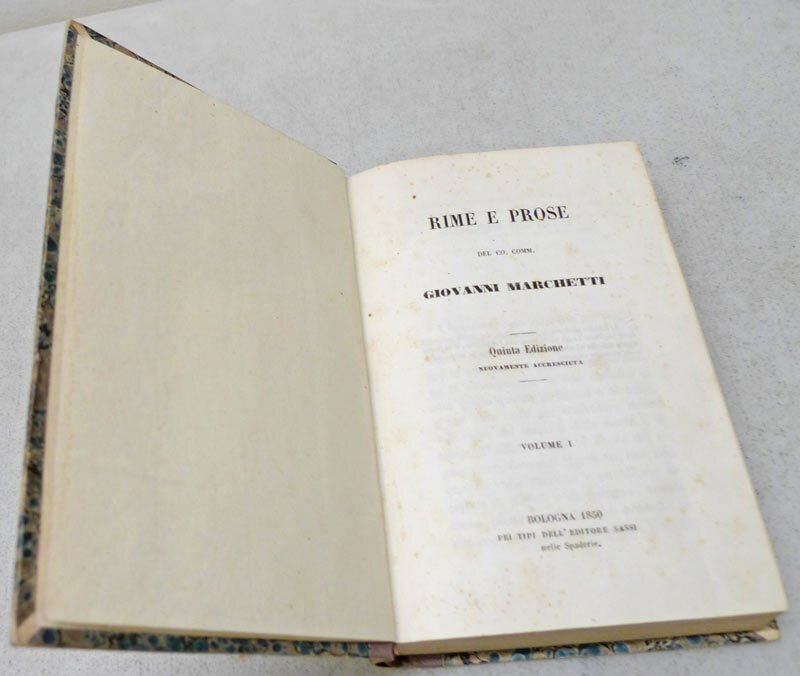 RIME E PROSE
DEL CO. COMM.
GIOVANNI MARCHETTI
Quinta Edizione
NUOVAMENTE ACCRESCIUTA
VOLUME I
BOLOGNA 1850
PEI TIPI DELL' EDITORE SASSI
nelle Spaderie.